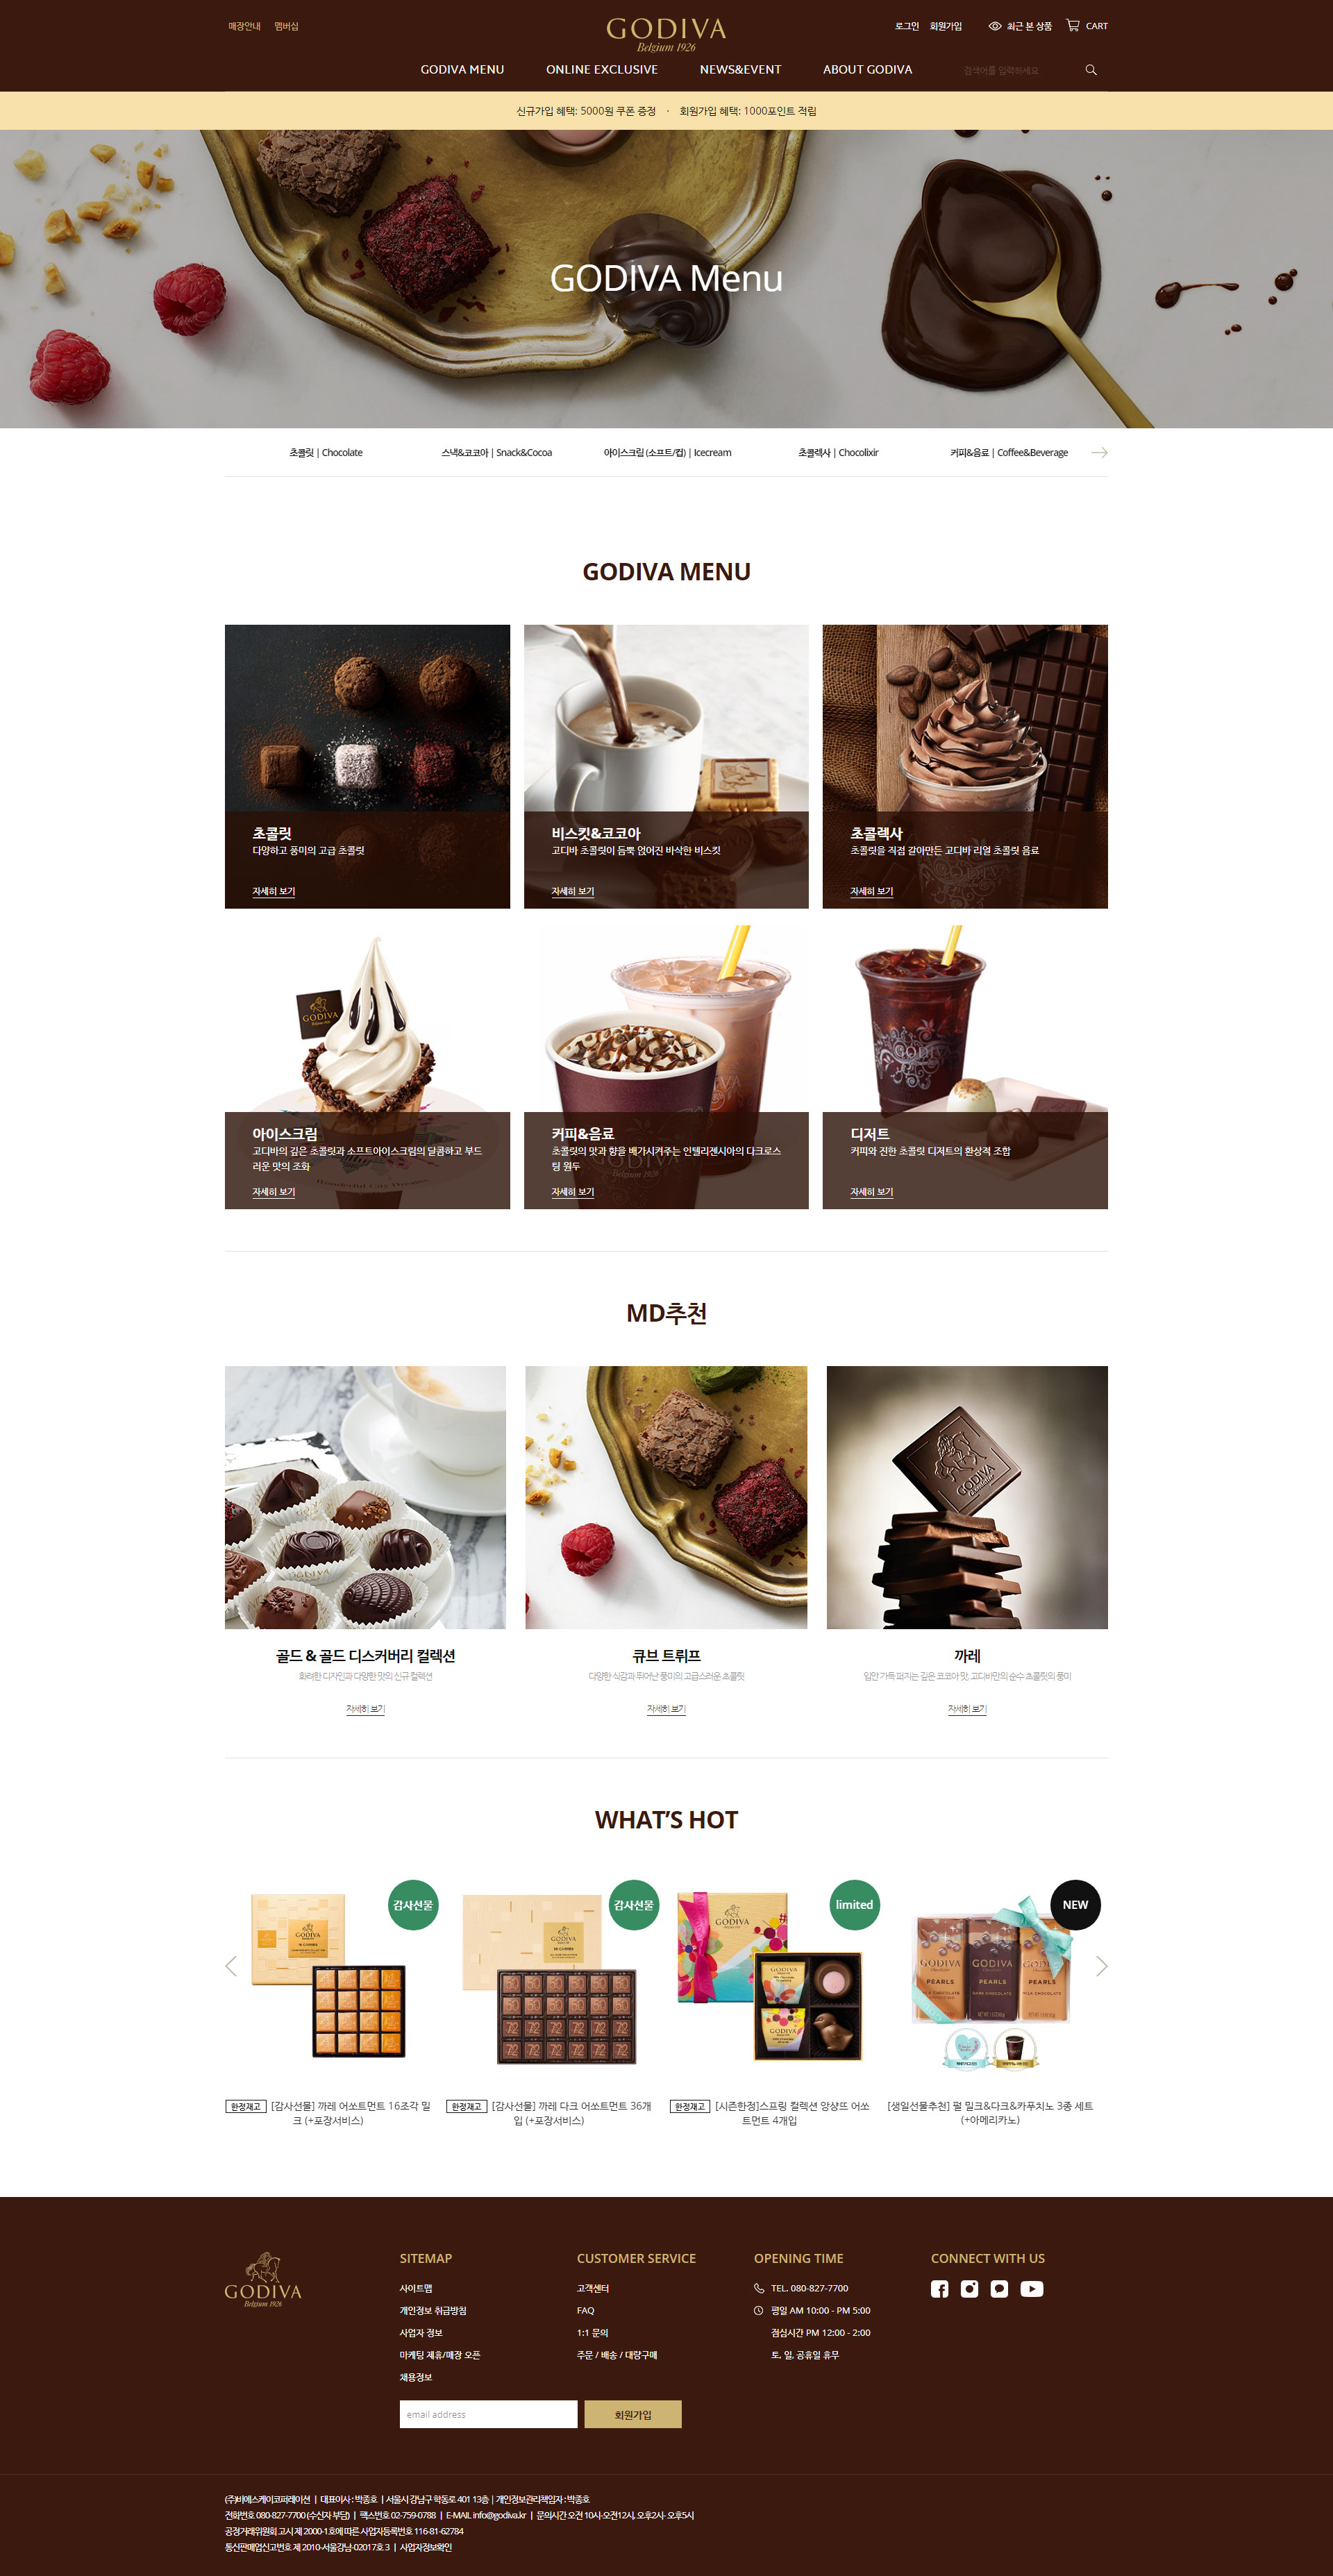 매장안내 멤버십
GODIVA
Belgium 1926
로그인 회원가입 최근 본 상품 CART
GODIVA MENU ONLINE EXCLUSIVE NEWS&EVENT ABOUT GODIVA 검색어를 입력하세요
신규가입 혜택: 5000원 쿠폰 증정 · 회원가입 혜택: 1000포인트 적립
GODIVA Menu
초콜릿 | Chocolate 스낵&코코아 | Snack&Cocoa 아이스크림 (소프트/컵) | Icecream 초콜렉사 | Chocolixir 커피&음료 | Coffee&Beverage
GODIVA MENU
초콜릿
다양하고 풍미의 고급 초콜릿
자세히 보기
비스킷&코코아
고디바 초콜릿이 듬뿍 얹어진 바삭한 비스킷
자세히 보기
초콜렉사
초콜릿을 직접 갈아만든 고디바 리얼 초콜릿 음료
자세히 보기
GODIVA
Belgium 1926
아이스크림
고디바의 깊은 초콜릿과 소프트아이스크림의 달콤하고 부드
러운 맛의 조화
자세히 보기
커피&음료
초콜릿의 맛과 향을 배가시켜주는 인텔리젠시아의 다크로스
팅 원두
자세히 보기
GODIVA
Belgium 1926
GODIVA
디저트
커피와 진한 초콜릿 디저트의 환상적 조합
자세히 보기
MD추천
GODIVA
Chocolatier
골드 & 골드 디스커버리 컬렉션
화려한 디자인과 다양한 맛의 신규 컬렉션
자세히 보기
큐브 트뤼프
다양한 식감과 뛰어난 풍미의 고급스러운 초콜릿
자세히 보기
까레
입안 가득 퍼지는 깊은 코코아 맛, 고디바만의 순수 초콜릿의 풍미
자세히 보기
WHAT'S HOT
감사선물
감사선물
limited
NEW
GODIVA
GODIVA
GODIVA
GODIVA
PEARLS
PEARLS
PEARLS
한정재고 [감사선물] 까레 어쏘트먼트 16조각 밀
크 (+포장서비스)
한정재고 [감사선물] 까레 다크 어쏘트먼트 36개
입 (+포장서비스)
한정재고 [시즌한정]스프링 컬렉션 앙상뜨 어쏘
트먼트 4개입
[생일선물추천] 펄 밀크&다크&카푸치노 3종 세트
(+아메리카노)
GODIVA
Belgium 1926
SITEMAP
사이트맵
개인정보 취급방침
사업자 정보
마케팅 제휴/매장 오픈
채용정보
CUSTOMER SERVICE
고객센터
FAQ
1:1 문의
주문 / 배송 / 대량구매
OPENING TIME
TEL. 080-827-7700
평일 AM 10:00 - PM 5:00
점심시간 PM 12:00 - 2:00
토, 일, 공휴일 휴무
CONNECT WITH US
email address 회원가입
(주)비에스케이코퍼레이션 | 대표이사 : 박종호 | 서울시 강남구 학동로 401 13층 | 개인정보관리책임자 : 박종호
전화번호 080-827-7700 (수신자 부담) | 팩스번호 02-759-0788 | E-MAIL info@godiva.kr | 문의시간 오전 10시-오전12시, 오후2시- 오후5시
공정거래위원회 고시 제 2000-1호에 따른 사업자등록번호 116-81-62784
통신판매업신고번호 제 2010-서울강남-02017호 3 | 사업자정보확인